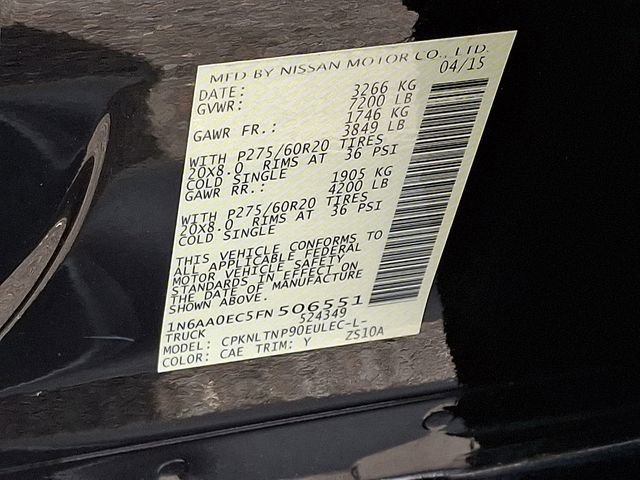 MFD BY NISSAN MOTOR CO., LTD.
DATE: 04/15
GVWR: 3266 KG
7200 LB
GAWR FR.: 1746 KG
3849 LB
WITH P275/60R20 TIRES
20X8.0 RIMS AT 36 PSI
COLD SINGLE
GAWR RR.: 1905 KG
4200 LB
WITH P275/60R20 TIRES
20X8.0 RIMS AT 36 PSI
COLD SINGLE
THIS VEHICLE CONFORMS TO
ALL APPLICABLE FEDERAL
MOTOR VEHICLE SAFETY
STANDARDS IN EFFECT ON
THE DATE OF MANUFACTURE
SHOWN ABOVE.
1N6AA0EC5FN506551
TRUCK 524349
MODEL: CPKNLTNP90EULEC-L-
COLOR: CAE TRIM: Y ZS10A